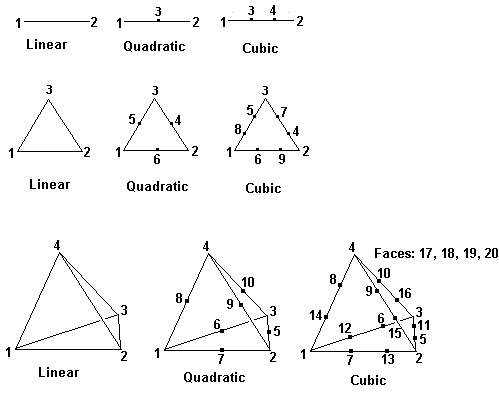 1 2 1 3 2 1 3 4 2
Linear Quadratic Cubic
3 3 3
5 4 5 7
8 4
1 2 1 6 2 1 6 9 2
Linear Quadratic Cubic
4 4 4 Faces: 17, 18, 19, 20
8 10 9 8 10 9 16
3 6 3 14 12 6 3 11
5 15 5
1 2 1 7 2 1 7 13 2
Linear Quadratic Cubic